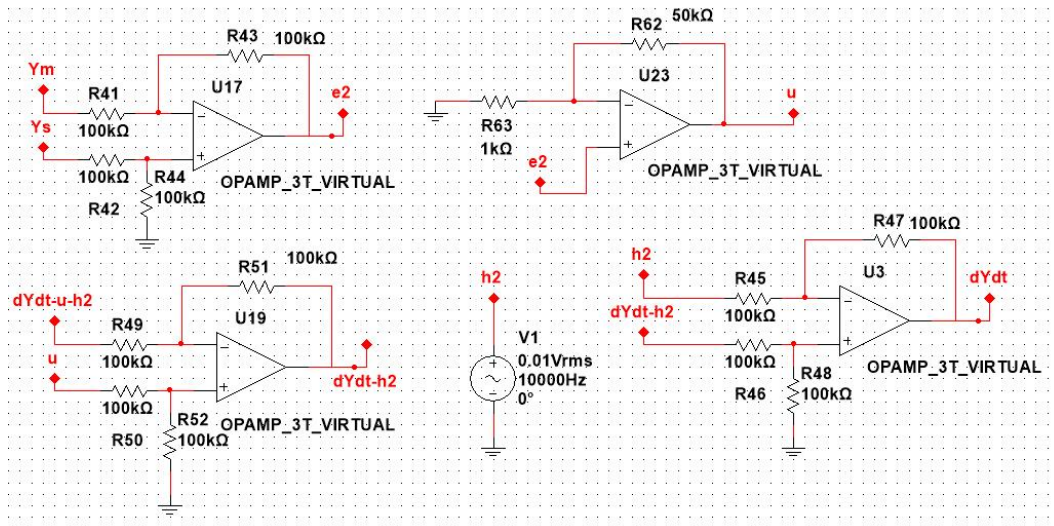 R43
100kΩ
Ym
U17
R41
e2
100kΩ
Ys
100kΩ
R44
100kΩ
OPAMP_3T_VIRTUAL
R42
R62
50kΩ
U23
u
R63
1kΩ
e2
OPAMP_3T_VIRTUAL
100kΩ
R51
dYdt-u-h2
U19
R49
100kΩ
u
dYdt-h2
100kΩ
R52
100kΩ
OPAMP_3T_VIRTUAL
R50
h2
V1
0.01Vrms
10000Hz
0°
R47
100kΩ
h2
U3
R45
dYdt
100kΩ
dYdt-h2
100kΩ
R48
100kΩ
OPAMP_3T_VIRTUAL
R46